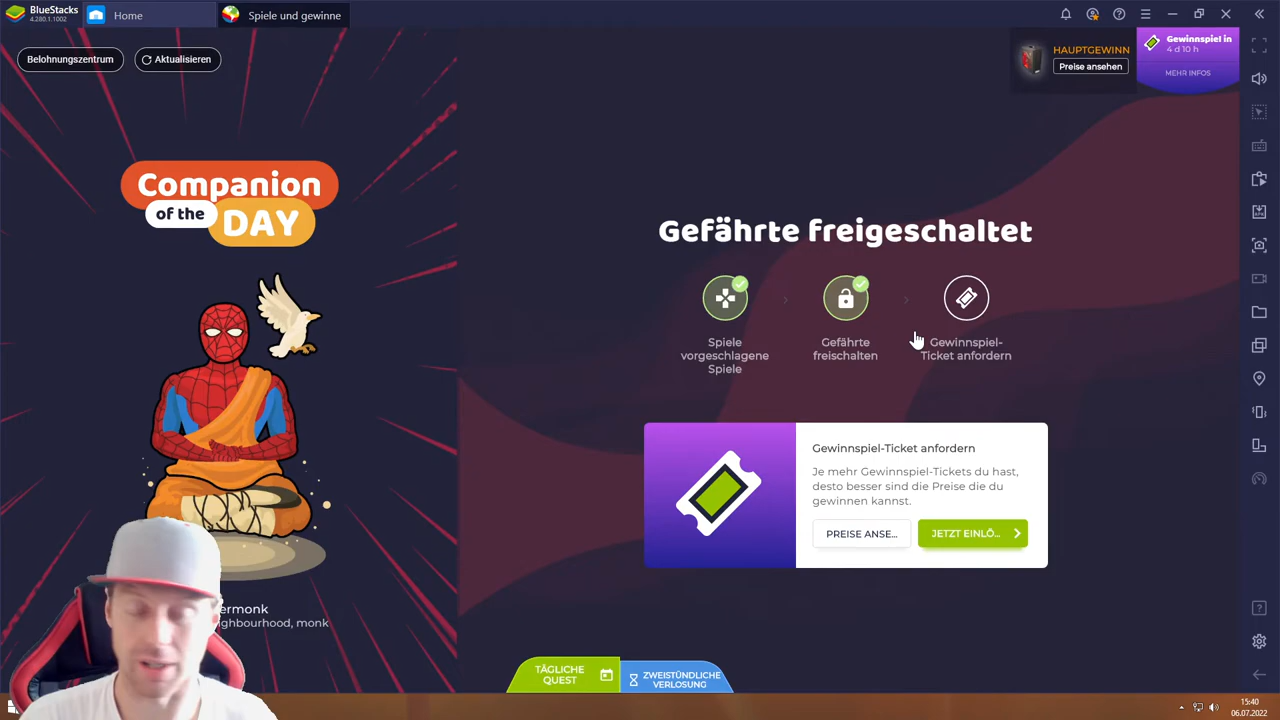 BlueStacks
4.280.1.1002
Home
Spiele und gewinne
Belohnungszentrum
Aktualisieren
HAUPTGEWINN
Preise ansehen
Gewinnspiel in
4 d 10 h
MEHR INFOS
Companion
of the
DAY
Gefährte freigeschaltet
Spiele
vorgeschlagene
Spiele
Gefährte
freischalten
Gewinnspiel-
Ticket anfordern
Gewinnspiel-Ticket anfordern
Je mehr Gewinnspiel-Tickets du hast,
desto besser sind die Preise die du
gewinnen kannst.
PREISE ANSE...
JETZT EINLÖ...
ermonk
ghbourhood, monk
TÄGLICHE
QUEST
ZWEISTÜNDLICHE
VERLOSUNG
15:40
06.07.2022